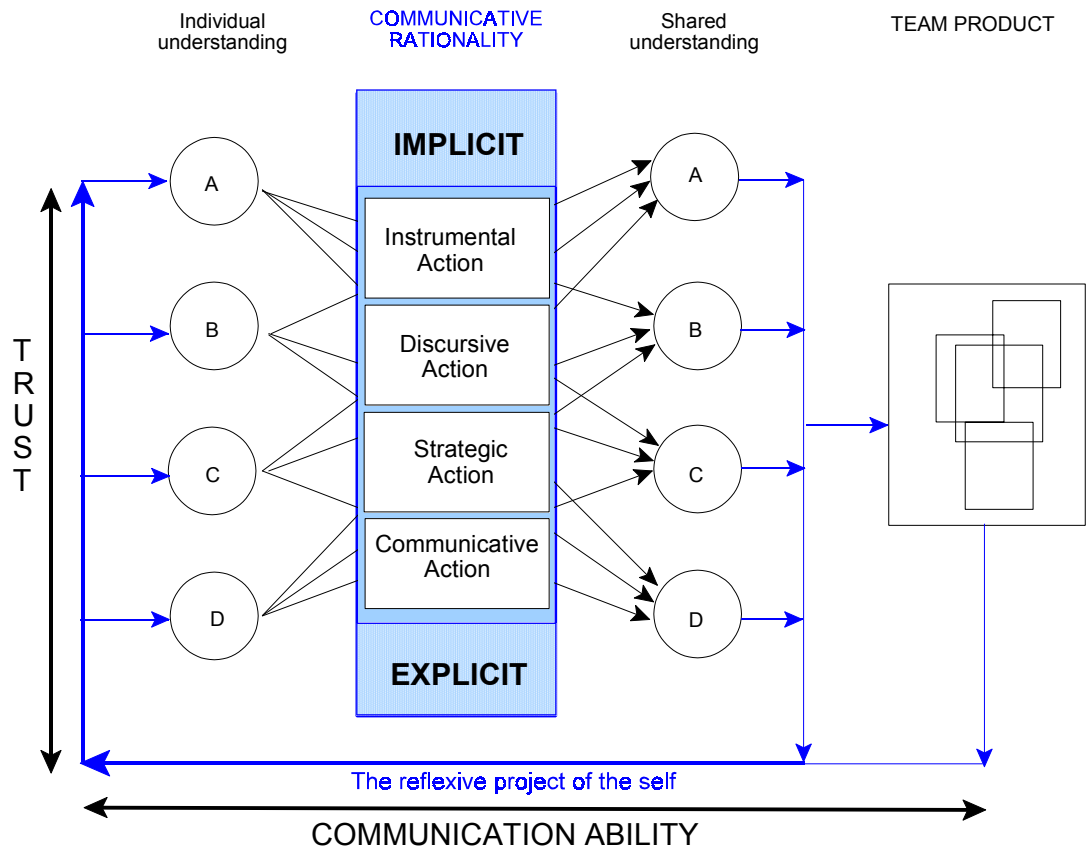 Individual
understanding
COMMUNICATIVE
RATIONALITY
Shared
understanding
TEAM PRODUCT
IMPLICIT
A
A
Instrumental
Action
B
B
Discursive
Action
TRUST
C
C
Strategic
Action
Communicative
Action
D
D
EXPLICIT
The reflexive project of the self
COMMUNICATION ABILITY